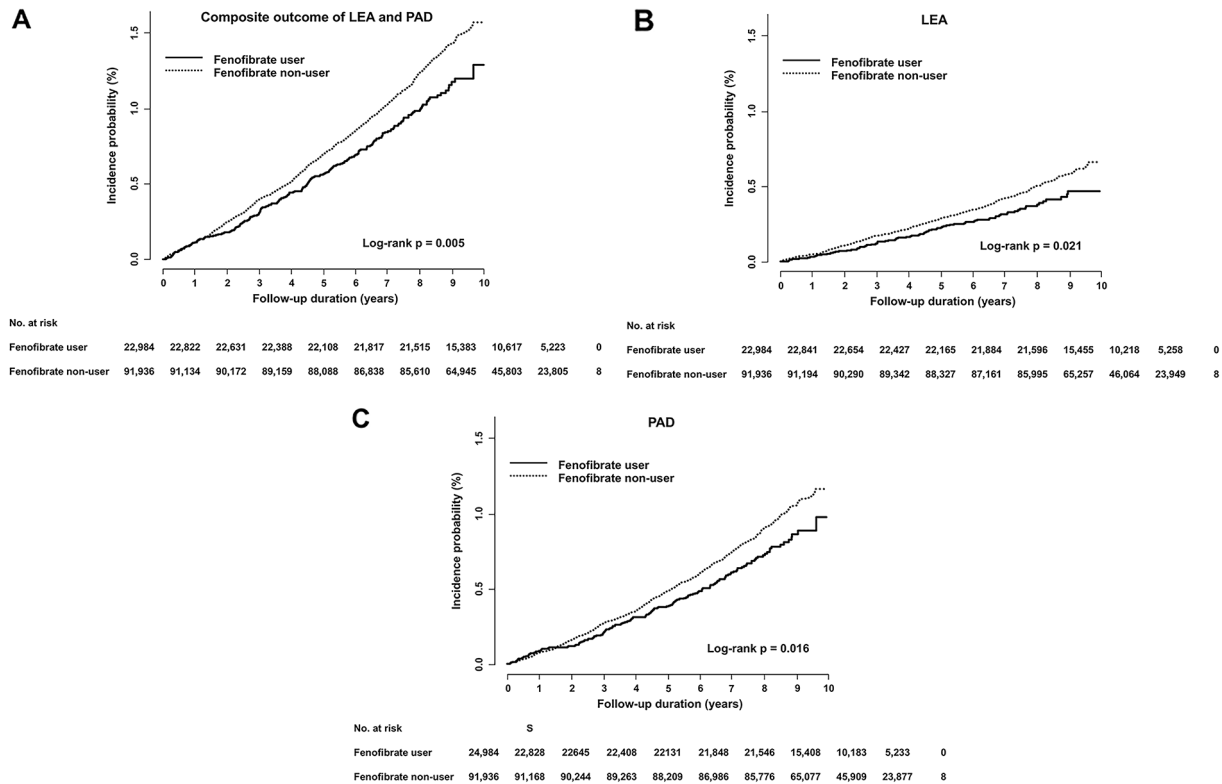 A
Composite outcome of LEA and PAD
Incidence probability (%)
1.5
1.0
0.5
0.0
Fenofibrate user
Fenofibrate non-user
Log-rank p = 0.005
0 1 2 3 4 5 6 7 8 9 10
Follow-up duration (years)
No. at risk
Fenofibrate user 22,984 22,822 22,631 22,388 22,108 21,817 21,515 15,383 10,617 5,223 0
Fenofibrate non-user 91,936 91,134 90,172 89,159 88,088 86,838 85,610 64,945 45,803 23,805 8
B
LEA
Incidence probability (%)
1.5
1.0
0.5
0.0
Fenofibrate user
Fenofibrate non-user
Log-rank p = 0.021
0 1 2 3 4 5 6 7 8 9 10
Follow-up duration (years)
No. at risk
Fenofibrate user 22,984 22,841 22,654 22,427 22,165 21,884 21,596 15,455 10,218 5,258 0
Fenofibrate non-user 91,936 91,194 90,290 89,342 88,327 87,161 85,995 65,257 46,064 23,949 8
C
PAD
Incidence probability (%)
1.5
1.0
0.5
0.0
Fenofibrate user
Fenofibrate non-user
Log-rank p = 0.016
0 1 2 3 4 5 6 7 8 9 10
Follow-up duration (years)
No. at risk S
Fenofibrate user 24,984 22,828 22645 22,408 22131 21,848 21,546 15,408 10,183 5,233 0
Fenofibrate non-user 91,936 91,168 90,244 89,263 88,209 86,986 85,776 65,077 45,909 23,877 8